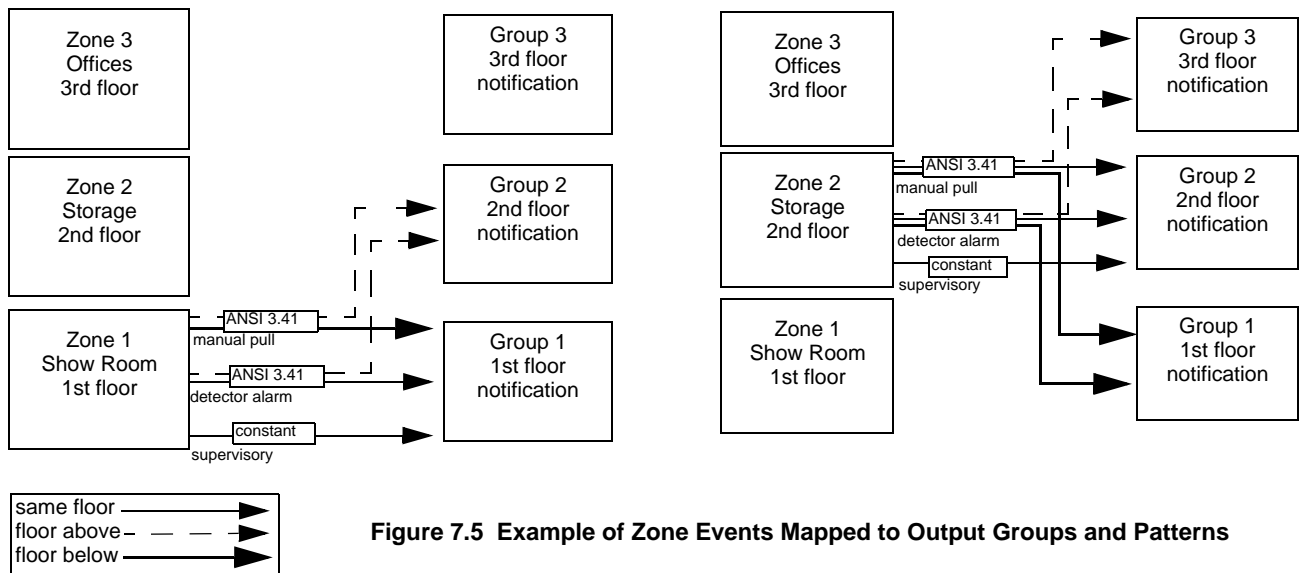 Zone 3
Offices
3rd floor
Group 3
3rd floor
notification
Zone 2
Storage
2nd floor
Group 2
2nd floor
notification
Zone 1
Show Room
1st floor
ANSI 3.41
manual pull
ANSI 3.41
detector alarm
constant
supervisory
Group 1
1st floor
notification
Zone 3
Offices
3rd floor
Group 3
3rd floor
notification
Zone 2
Storage
2nd floor
ANSI 3.41
manual pull
ANSI 3.41
detector alarm
constant
supervisory
Group 2
2nd floor
notification
Zone 1
Show Room
1st floor
Group 1
1st floor
notification
same floor
floor above
floor below
Figure 7.5 Example of Zone Events Mapped to Output Groups and Patterns